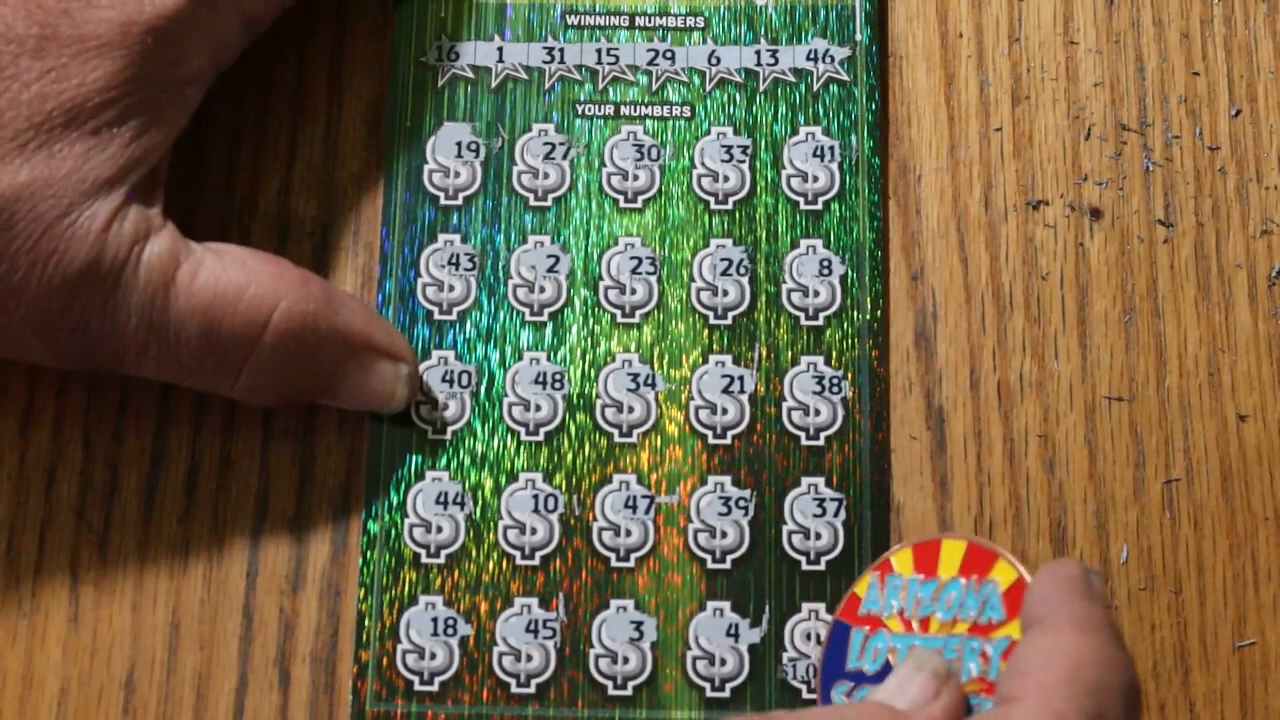 WINNING NUMBERS
16 1 31 15 29 6 13 46
YOUR NUMBERS
19 27 30 33 41
43 2 23 26 8
40 48 34 21 38
44 10 47 39 37
18 45 3 4
ARIZONA
LOTTERY